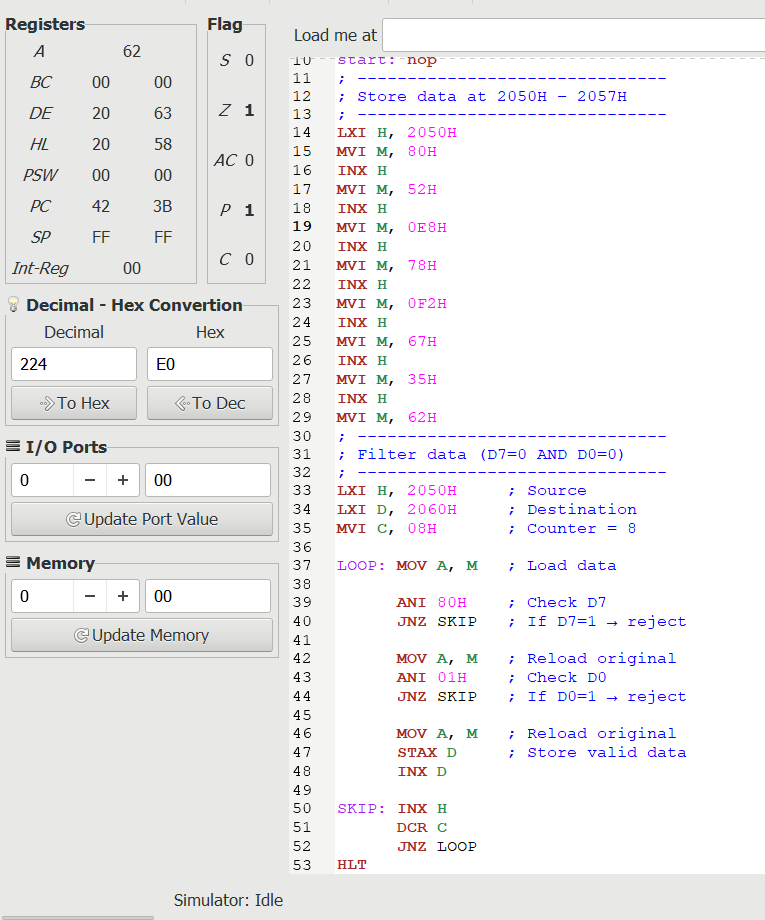 Registers
A 62
BC 00 00
DE 20 63
HL 20 58
PSW 00 00
PC 42 3B
SP FF FF
Int-Reg 00
Flag
S 0
Z 1
AC 0
P 1
C 0
Decimal - Hex Convertion
Decimal Hex
224 E0
To Hex To Dec
I/O Ports
0 − + 00
Update Port Value
Memory
0 − + 00
Update Memory
Load me at
10 start: nop
11 ; -------------------------------
12 ; Store data at 2050H – 2057H
13 ; -------------------------------
14 LXI H, 2050H
15 MVI M, 80H
16 INX H
17 MVI M, 52H
18 INX H
19 MVI M, 0E8H
20 INX H
21 MVI M, 78H
22 INX H
23 MVI M, 0F2H
24 INX H
25 MVI M, 67H
26 INX H
27 MVI M, 35H
28 INX H
29 MVI M, 62H
30 ; -------------------------------
31 ; Filter data (D7=0 AND D0=0)
32 ; -------------------------------
33 LXI H, 2050H ; Source
34 LXI D, 2060H ; Destination
35 MVI C, 08H ; Counter = 8
36
37 LOOP: MOV A, M ; Load data
38
39 ANI 80H ; Check D7
40 JNZ SKIP ; If D7=1 → reject
41
42 MOV A, M ; Reload original
43 ANI 01H ; Check D0
44 JNZ SKIP ; If D0=1 → reject
45
46 MOV A, M ; Reload original
47 STAX D ; Store valid data
48 INX D
49
50 SKIP: INX H
51 DCR C
52 JNZ LOOP
53 HLT
Simulator: Idle